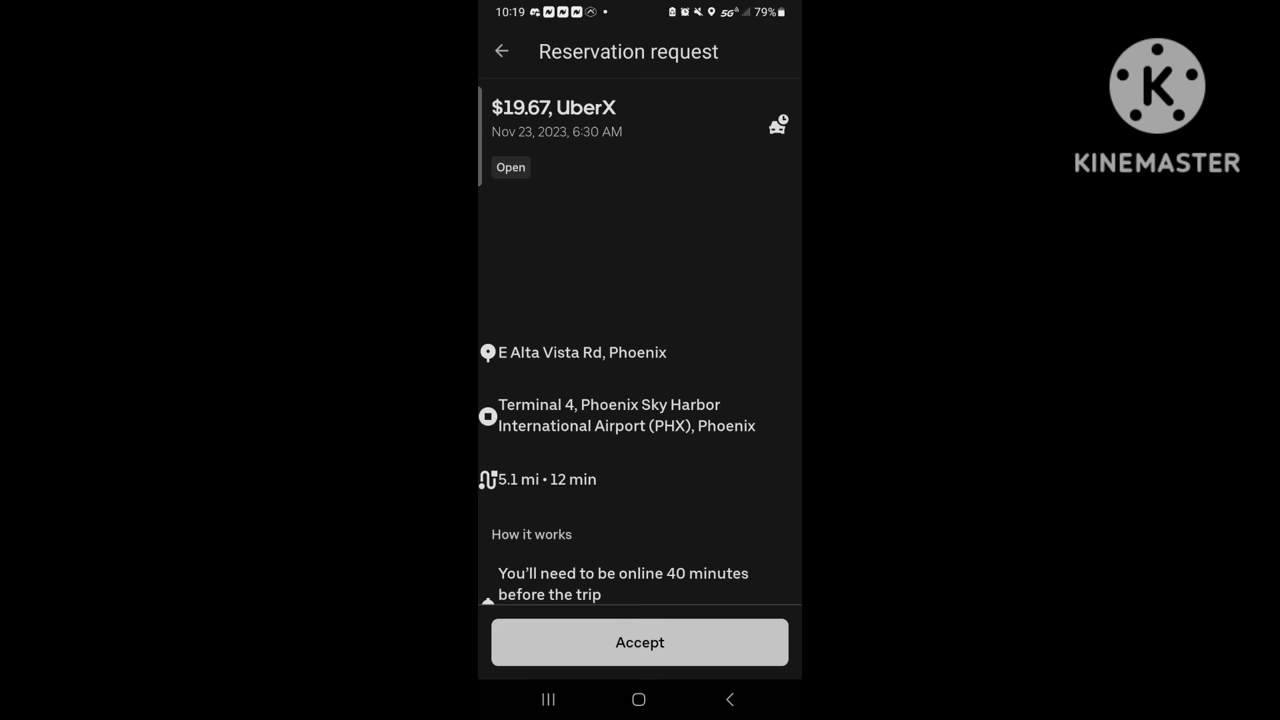 10:19
5G 79%
Reservation request
$19.67, UberX
Nov 23, 2023, 6:30 AM
Open
E Alta Vista Rd, Phoenix
Terminal 4, Phoenix Sky Harbor
International Airport (PHX), Phoenix
5.1 mi • 12 min
How it works
You’ll need to be online 40 minutes
before the trip
Accept
K
KINEMASTER